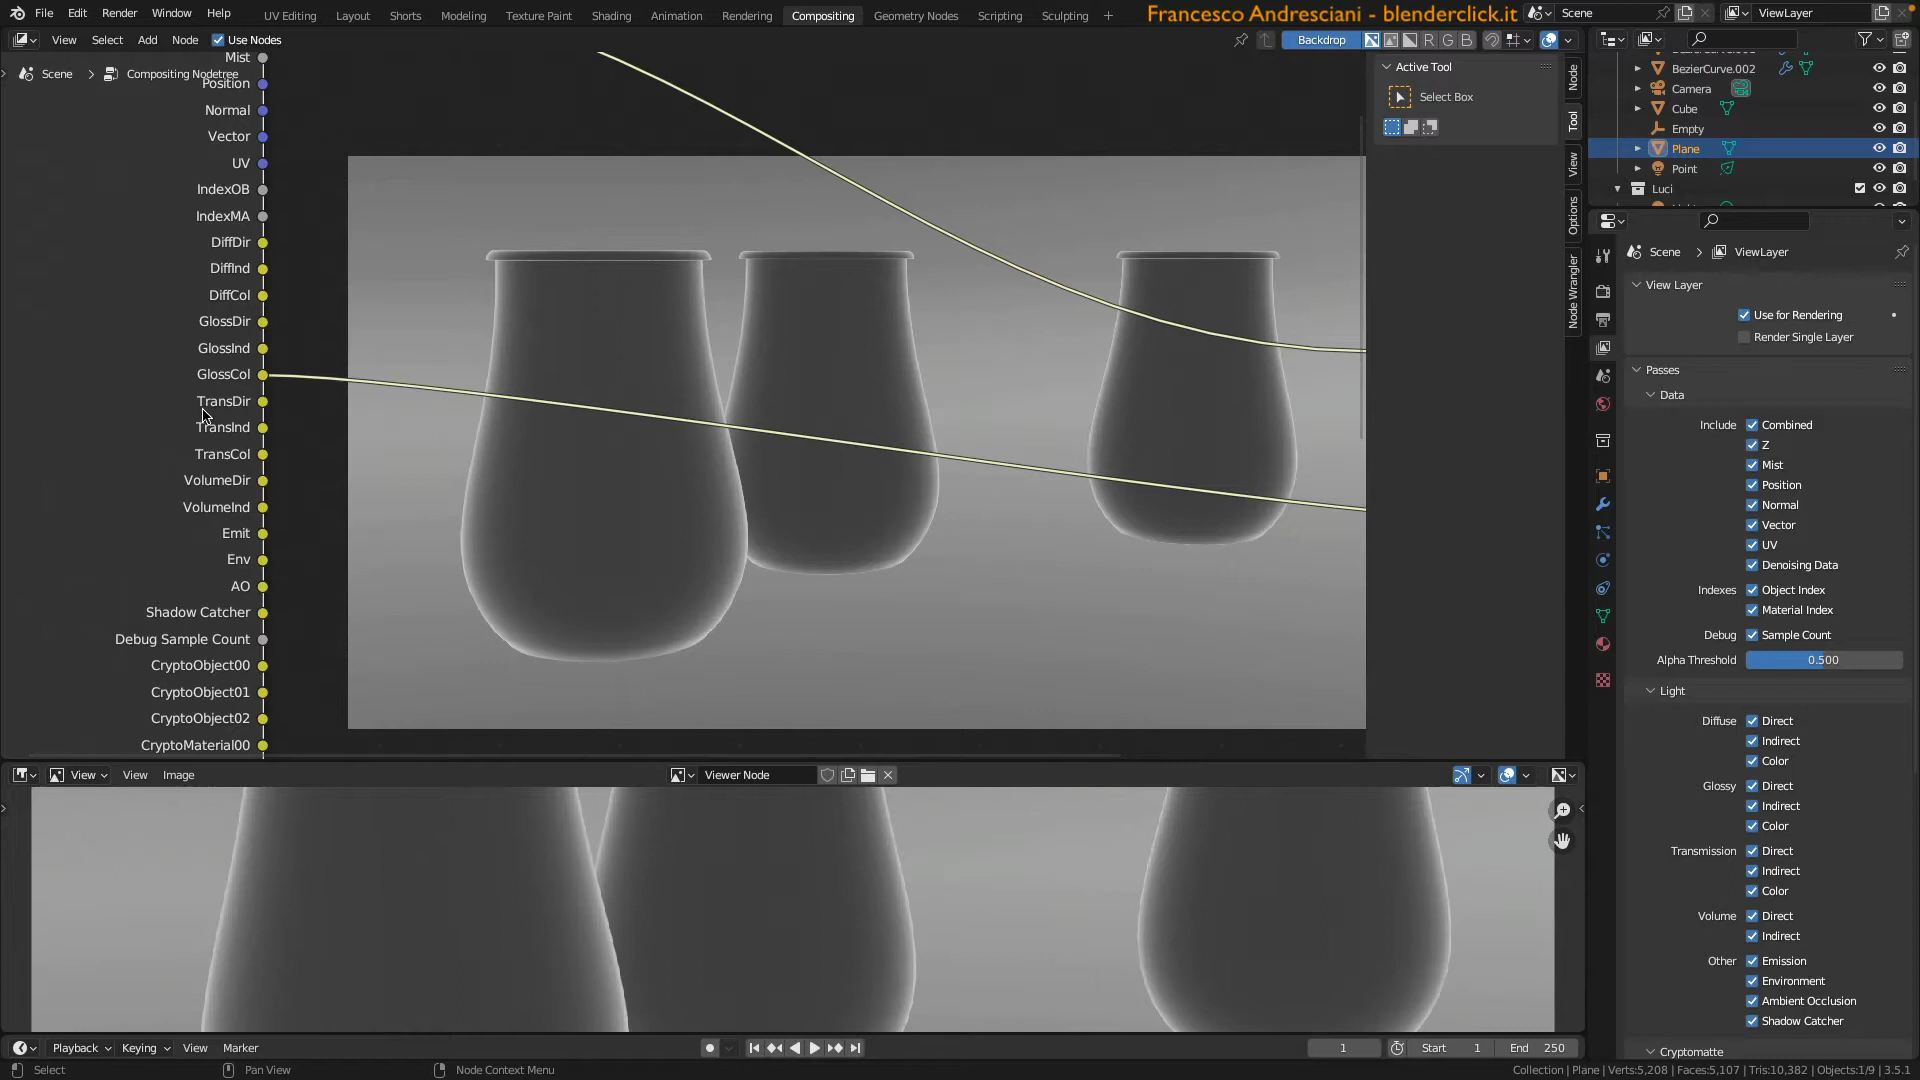 File Edit Render Window Help
UV Editing Layout Shorts Modeling Texture Paint Shading Animation Rendering Compositing Geometry Nodes Scripting Sculpting +
Francesco Andresciani - blenderclick.it
Scene
ViewLayer
View Select Add Node Use Nodes
Backdrop
R G B
Scene > Compositing Nodetree
Mist
Position
Normal
Vector
UV
IndexOB
IndexMA
DiffDir
DiffInd
DiffCol
GlossDir
GlossInd
GlossCol
TransDir
TransInd
TransCol
VolumeDir
VolumeInd
Emit
Env
AO
Shadow Catcher
Debug Sample Count
CryptoObject00
CryptoObject01
CryptoObject02
CryptoMaterial00
Active Tool
Select Box
Node
Tool
View
Options
Node Wrangler
BezierCurve.002
Camera
Cube
Empty
Plane
Point
Luci
Scene > ViewLayer
View Layer
Use for Rendering
Render Single Layer
Passes
Data
Include Combined
Z
Mist
Position
Normal
Vector
UV
Denoising Data
Indexes Object Index
Material Index
Debug Sample Count
Alpha Threshold 0.500
Light
Diffuse Direct
Indirect
Color
Glossy Direct
Indirect
Color
Transmission Direct
Indirect
Color
Volume Direct
Indirect
Other Emission
Environment
Ambient Occlusion
Shadow Catcher
Cryptomatte
View View Image
Viewer Node
Playback Keying View Marker
1 Start 1 End 250
Select Pan View Node Context Menu
Collection | Plane | Verts:5,208 | Faces:5,107 | Tris:10,382 | Objects:1/9 | 3.5.1